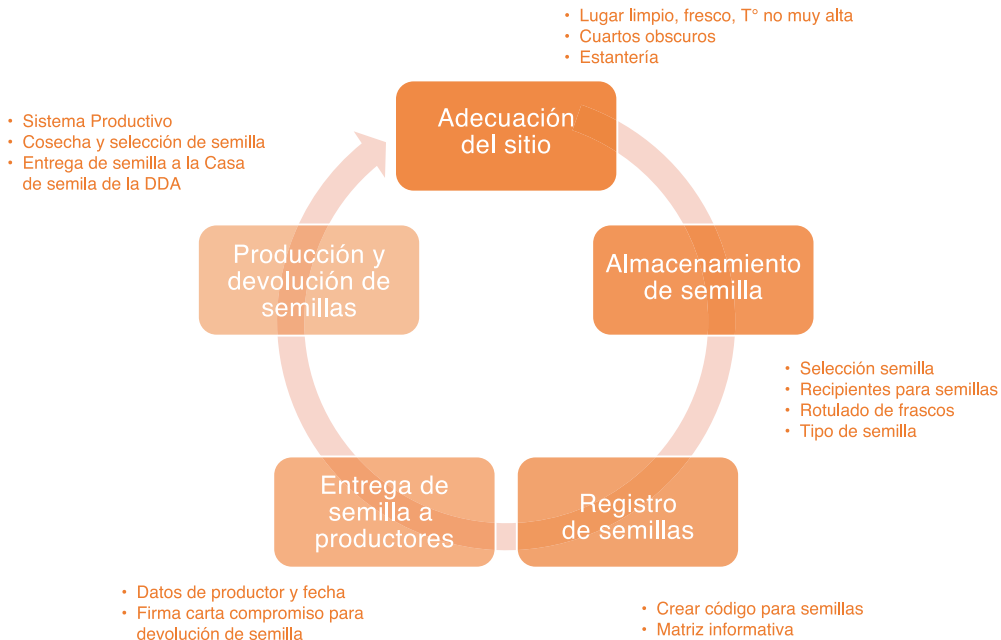 • Lugar limpio, fresco, T° no muy alta
• Cuartos obscuros
• Estantería
Adecuación
del sitio
Almacenamiento
de semilla
• Selección semilla
• Recipientes para semillas
• Rotulado de frascos
• Tipo de semilla
Registro
de semillas
• Crear código para semillas
• Matriz informativa
Entrega de
semilla a
productores
• Datos de productor y fecha
• Firma carta compromiso para
devolución de semilla
Producción y
devolución de
semillas
• Sistema Productivo
• Cosecha y selección de semilla
• Entrega de semilla a la Casa
de semila de la DDA